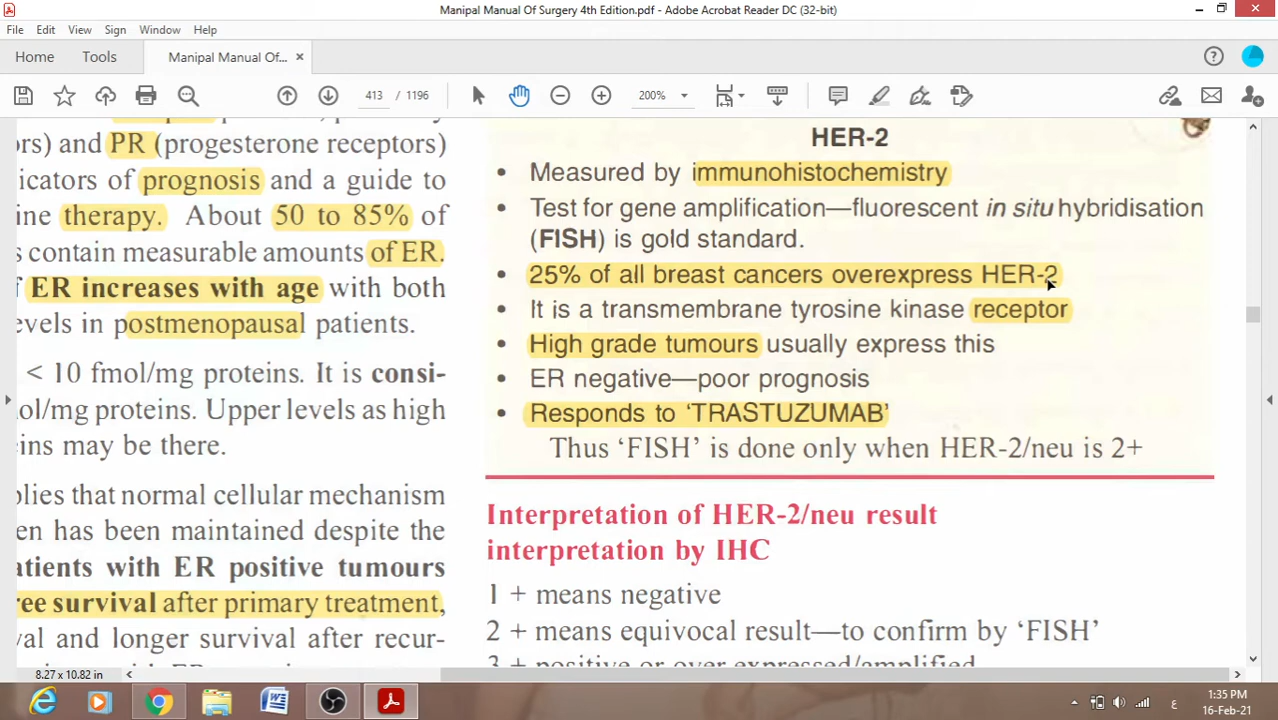 Manipal Manual Of Surgery 4th Edition.pdf - Adobe Acrobat Reader DC (32-bit)
File Edit View Sign Window Help
Home Tools Manipal Manual Of... ×
413 / 1196 200%
ors) and PR (progesterone receptors)
icators of prognosis and a guide to
ine therapy. About 50 to 85% of
s contain measurable amounts of ER.
f ER increases with age with both
evels in postmenopausal patients.
< 10 fmol/mg proteins. It is consi-
ol/mg proteins. Upper levels as high
eins may be there.
plies that normal cellular mechanism
en has been maintained despite the
atients with ER positive tumours
ree survival after primary treatment,
val and longer survival after recur-
HER-2
• Measured by immunohistochemistry
• Test for gene amplification—fluorescent in situ hybridisation
(FISH) is gold standard.
• 25% of all breast cancers overexpress HER-2
• It is a transmembrane tyrosine kinase receptor
• High grade tumours usually express this
• ER negative—poor prognosis
• Responds to ‘TRASTUZUMAB’
Thus ‘FISH’ is done only when HER-2/neu is 2+
Interpretation of HER-2/neu result
interpretation by IHC
1 + means negative
2 + means equivocal result—to confirm by ‘FISH’
3 + positive or over expressed/amplified
8.27 x 10.82 in
ع
1:35 PM
16-Feb-21